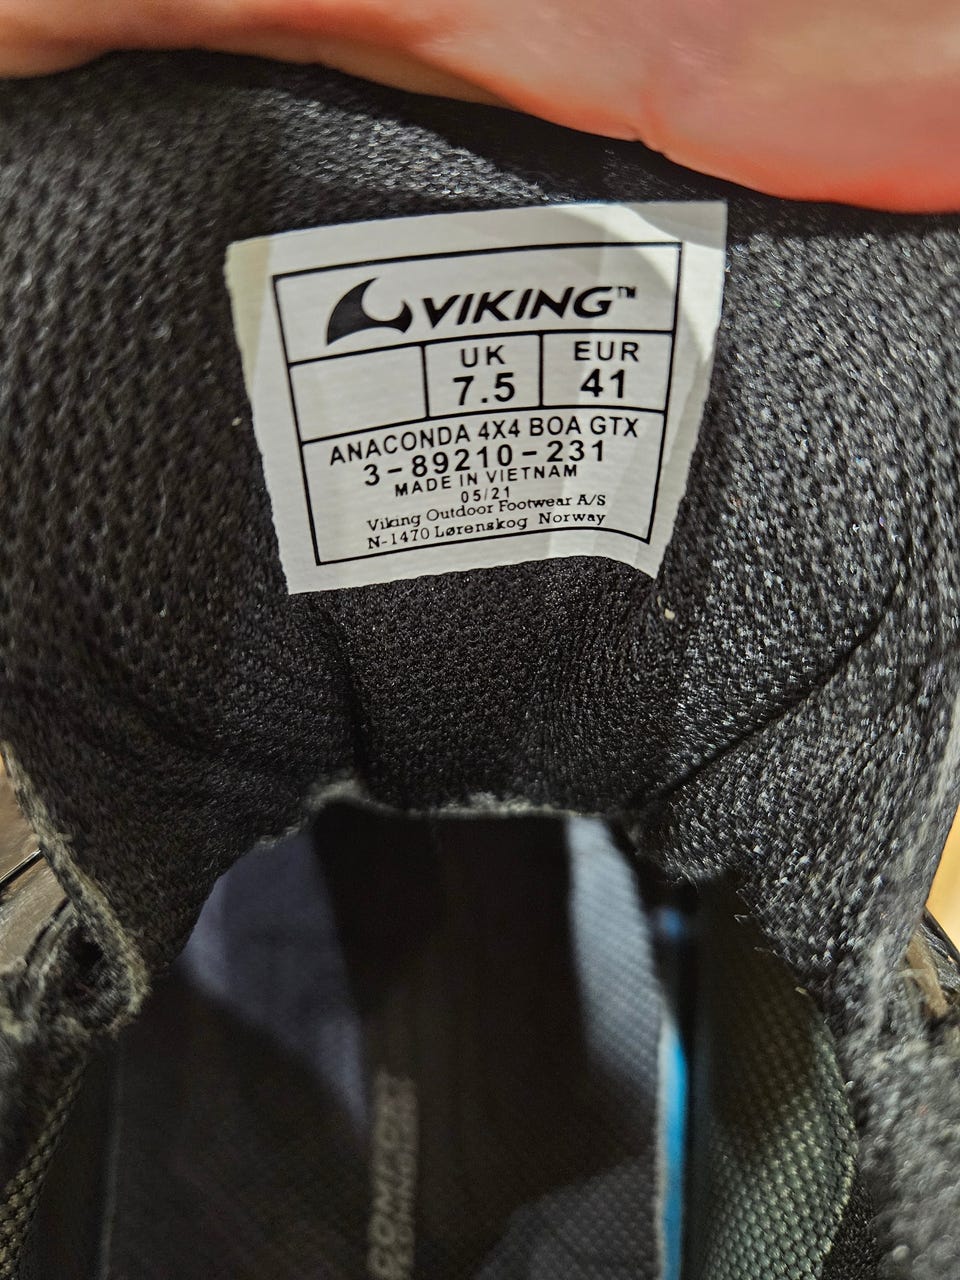 VIKING™
UK EUR
7.5 41
ANACONDA 4X4 BOA GTX
3-89210-231
MADE IN VIETNAM
05/21
Viking Outdoor Footwear A/S
N-1470 Lørenskog Norway